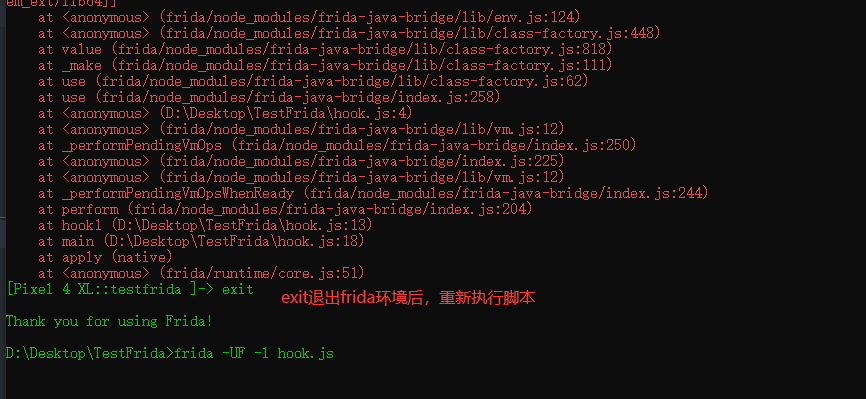 em_ext/lib64]]
at <anonymous> (frida/node_modules/frida-java-bridge/lib/env.js:124)
at <anonymous> (frida/node_modules/frida-java-bridge/lib/class-factory.js:448)
at value (frida/node_modules/frida-java-bridge/lib/class-factory.js:818)
at _make (frida/node_modules/frida-java-bridge/lib/class-factory.js:111)
at use (frida/node_modules/frida-java-bridge/lib/class-factory.js:62)
at use (frida/node_modules/frida-java-bridge/index.js:258)
at <anonymous> (D:\Desktop\TestFrida\hook.js:4)
at <anonymous> (frida/node_modules/frida-java-bridge/lib/vm.js:12)
at _performPendingVmOps (frida/node_modules/frida-java-bridge/index.js:250)
at <anonymous> (frida/node_modules/frida-java-bridge/index.js:225)
at <anonymous> (frida/node_modules/frida-java-bridge/lib/vm.js:12)
at _performPendingVmOpsWhenReady (frida/node_modules/frida-java-bridge/index.js:244)
at perform (frida/node_modules/frida-java-bridge/index.js:204)
at hook1 (D:\Desktop\TestFrida\hook.js:13)
at main (D:\Desktop\TestFrida\hook.js:18)
at apply (native)
at <anonymous> (frida/runtime/core.js:51)
[Pixel 4 XL::testfrida ]-> exit
exit退出frida环境后，重新执行脚本
Thank you for using Frida!
D:\Desktop\TestFrida>frida -UF -l hook.js